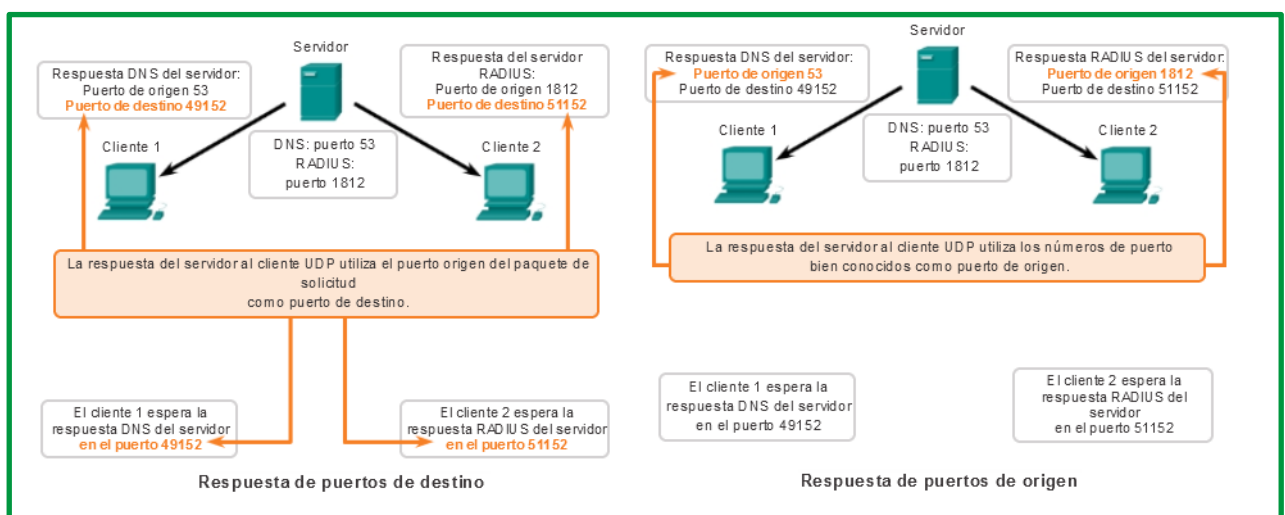 Servidor
Respuesta DNS del servidor:
Puerto de origen 53
Puerto de destino 49152
Respuesta del servidor
RADIUS:
Puerto de origen 1812
Puerto de destino 51152
Cliente 1
DNS: puerto 53
RADIUS:
puerto 1812
Cliente 2
La respuesta del servidor al cliente UDP utiliza el puerto origen del paquete de
solicitud
como puerto de destino.
El cliente 1 espera la
respuesta DNS del servidor
en el puerto 49152
El cliente 2 espera la
respuesta RADIUS del servidor
en el puerto 51152
Respuesta de puertos de destino
Servidor
Respuesta DNS del servidor:
Puerto de origen 53
Puerto de destino 49152
Respuesta RADIUS del servidor:
Puerto de origen 1812
Puerto de destino 51152
Cliente 1
DNS: puerto 53
RADIUS:
puerto 1812
Cliente 2
La respuesta del servidor al cliente UDP utiliza los números de puerto
bien conocidos como puerto de origen.
El cliente 1 espera la
respuesta DNS del servidor
en el puerto 49152
El cliente 2 espera la
respuesta RADIUS del
servidor
en el puerto 51152
Respuesta de puertos de origen